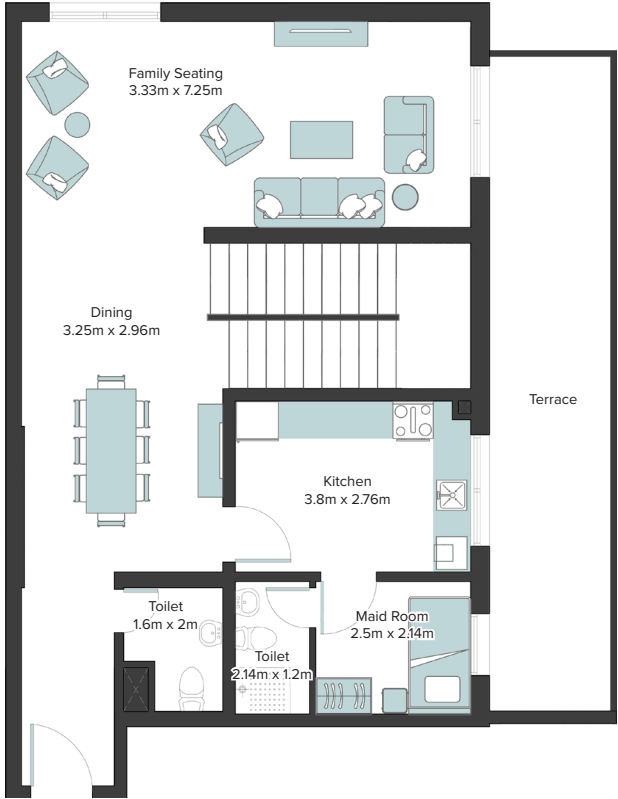 Family Seating
3.33m x 7.25m
Dining
3.25m x 2.96m
Terrace
Kitchen
3.8m x 2.76m
Toilet
1.6m x 2m
Maid Room
2.5m x 2.14m
Toilet
2.14m x 1.2m